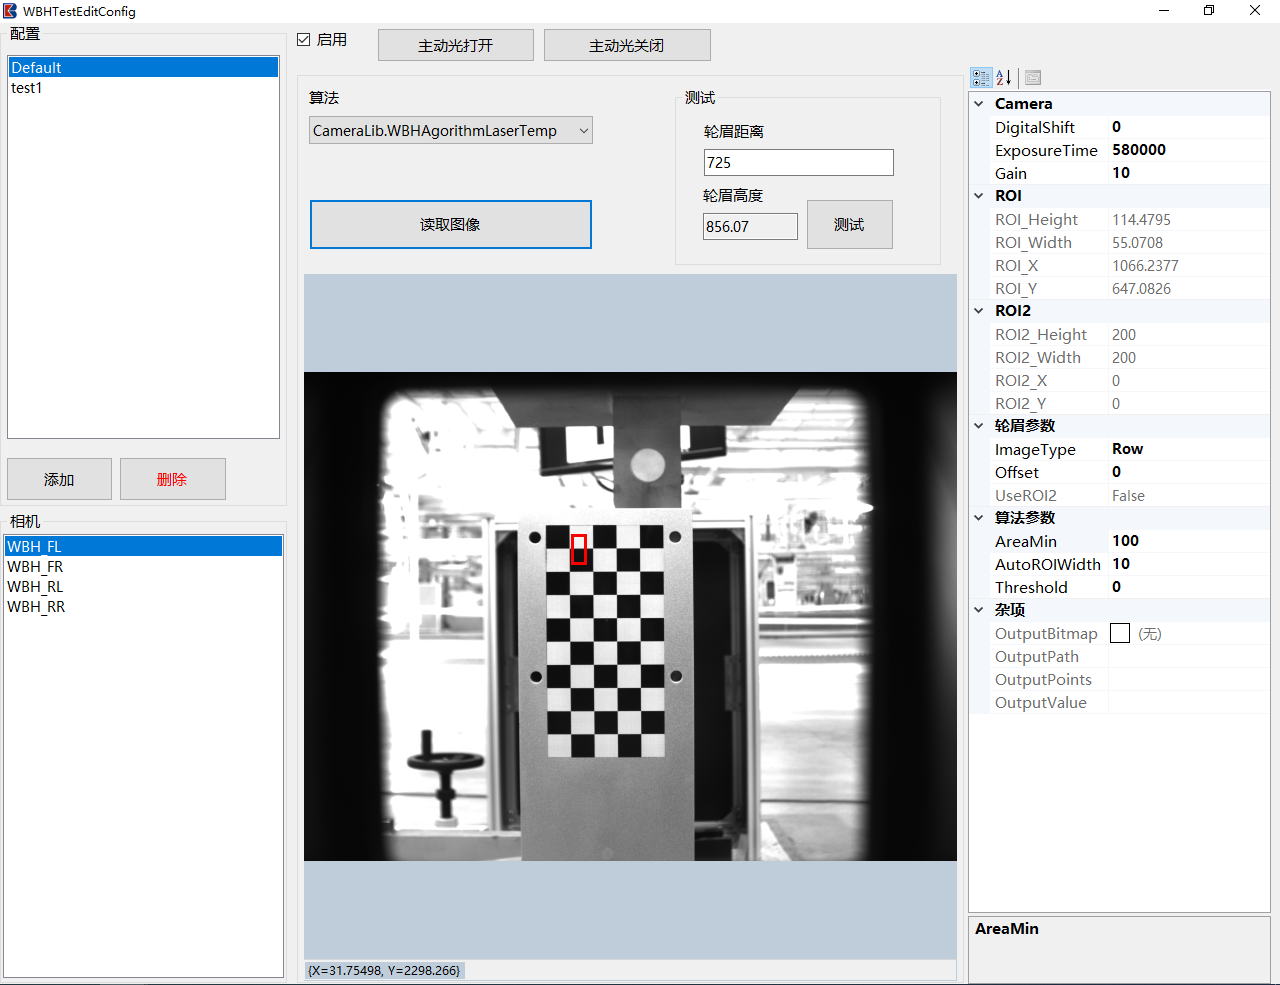 WBHTestEditConfig
配置
Default
test1
添加
删除
相机
WBH_FL
WBH_FR
WBH_RL
WBH_RR
启用
主动光打开
主动光关闭
算法
CameraLib.WBHAgorithmLaserTemp
读取图像
测试
轮眉距离
725
轮眉高度
856.07
测试
{X=31.75498, Y=2298.266}
Camera
DigitalShift 0
ExposureTime 580000
Gain 10
ROI
ROI_Height 114.4795
ROI_Width 55.0708
ROI_X 1066.2377
ROI_Y 647.0826
ROI2
ROI2_Height 200
ROI2_Width 200
ROI2_X 0
ROI2_Y 0
轮眉参数
ImageType Row
Offset 0
UseROI2 False
算法参数
AreaMin 100
AutoROIWidth 10
Threshold 0
杂项
OutputBitmap (无)
OutputPath
OutputPoints
OutputValue
AreaMin